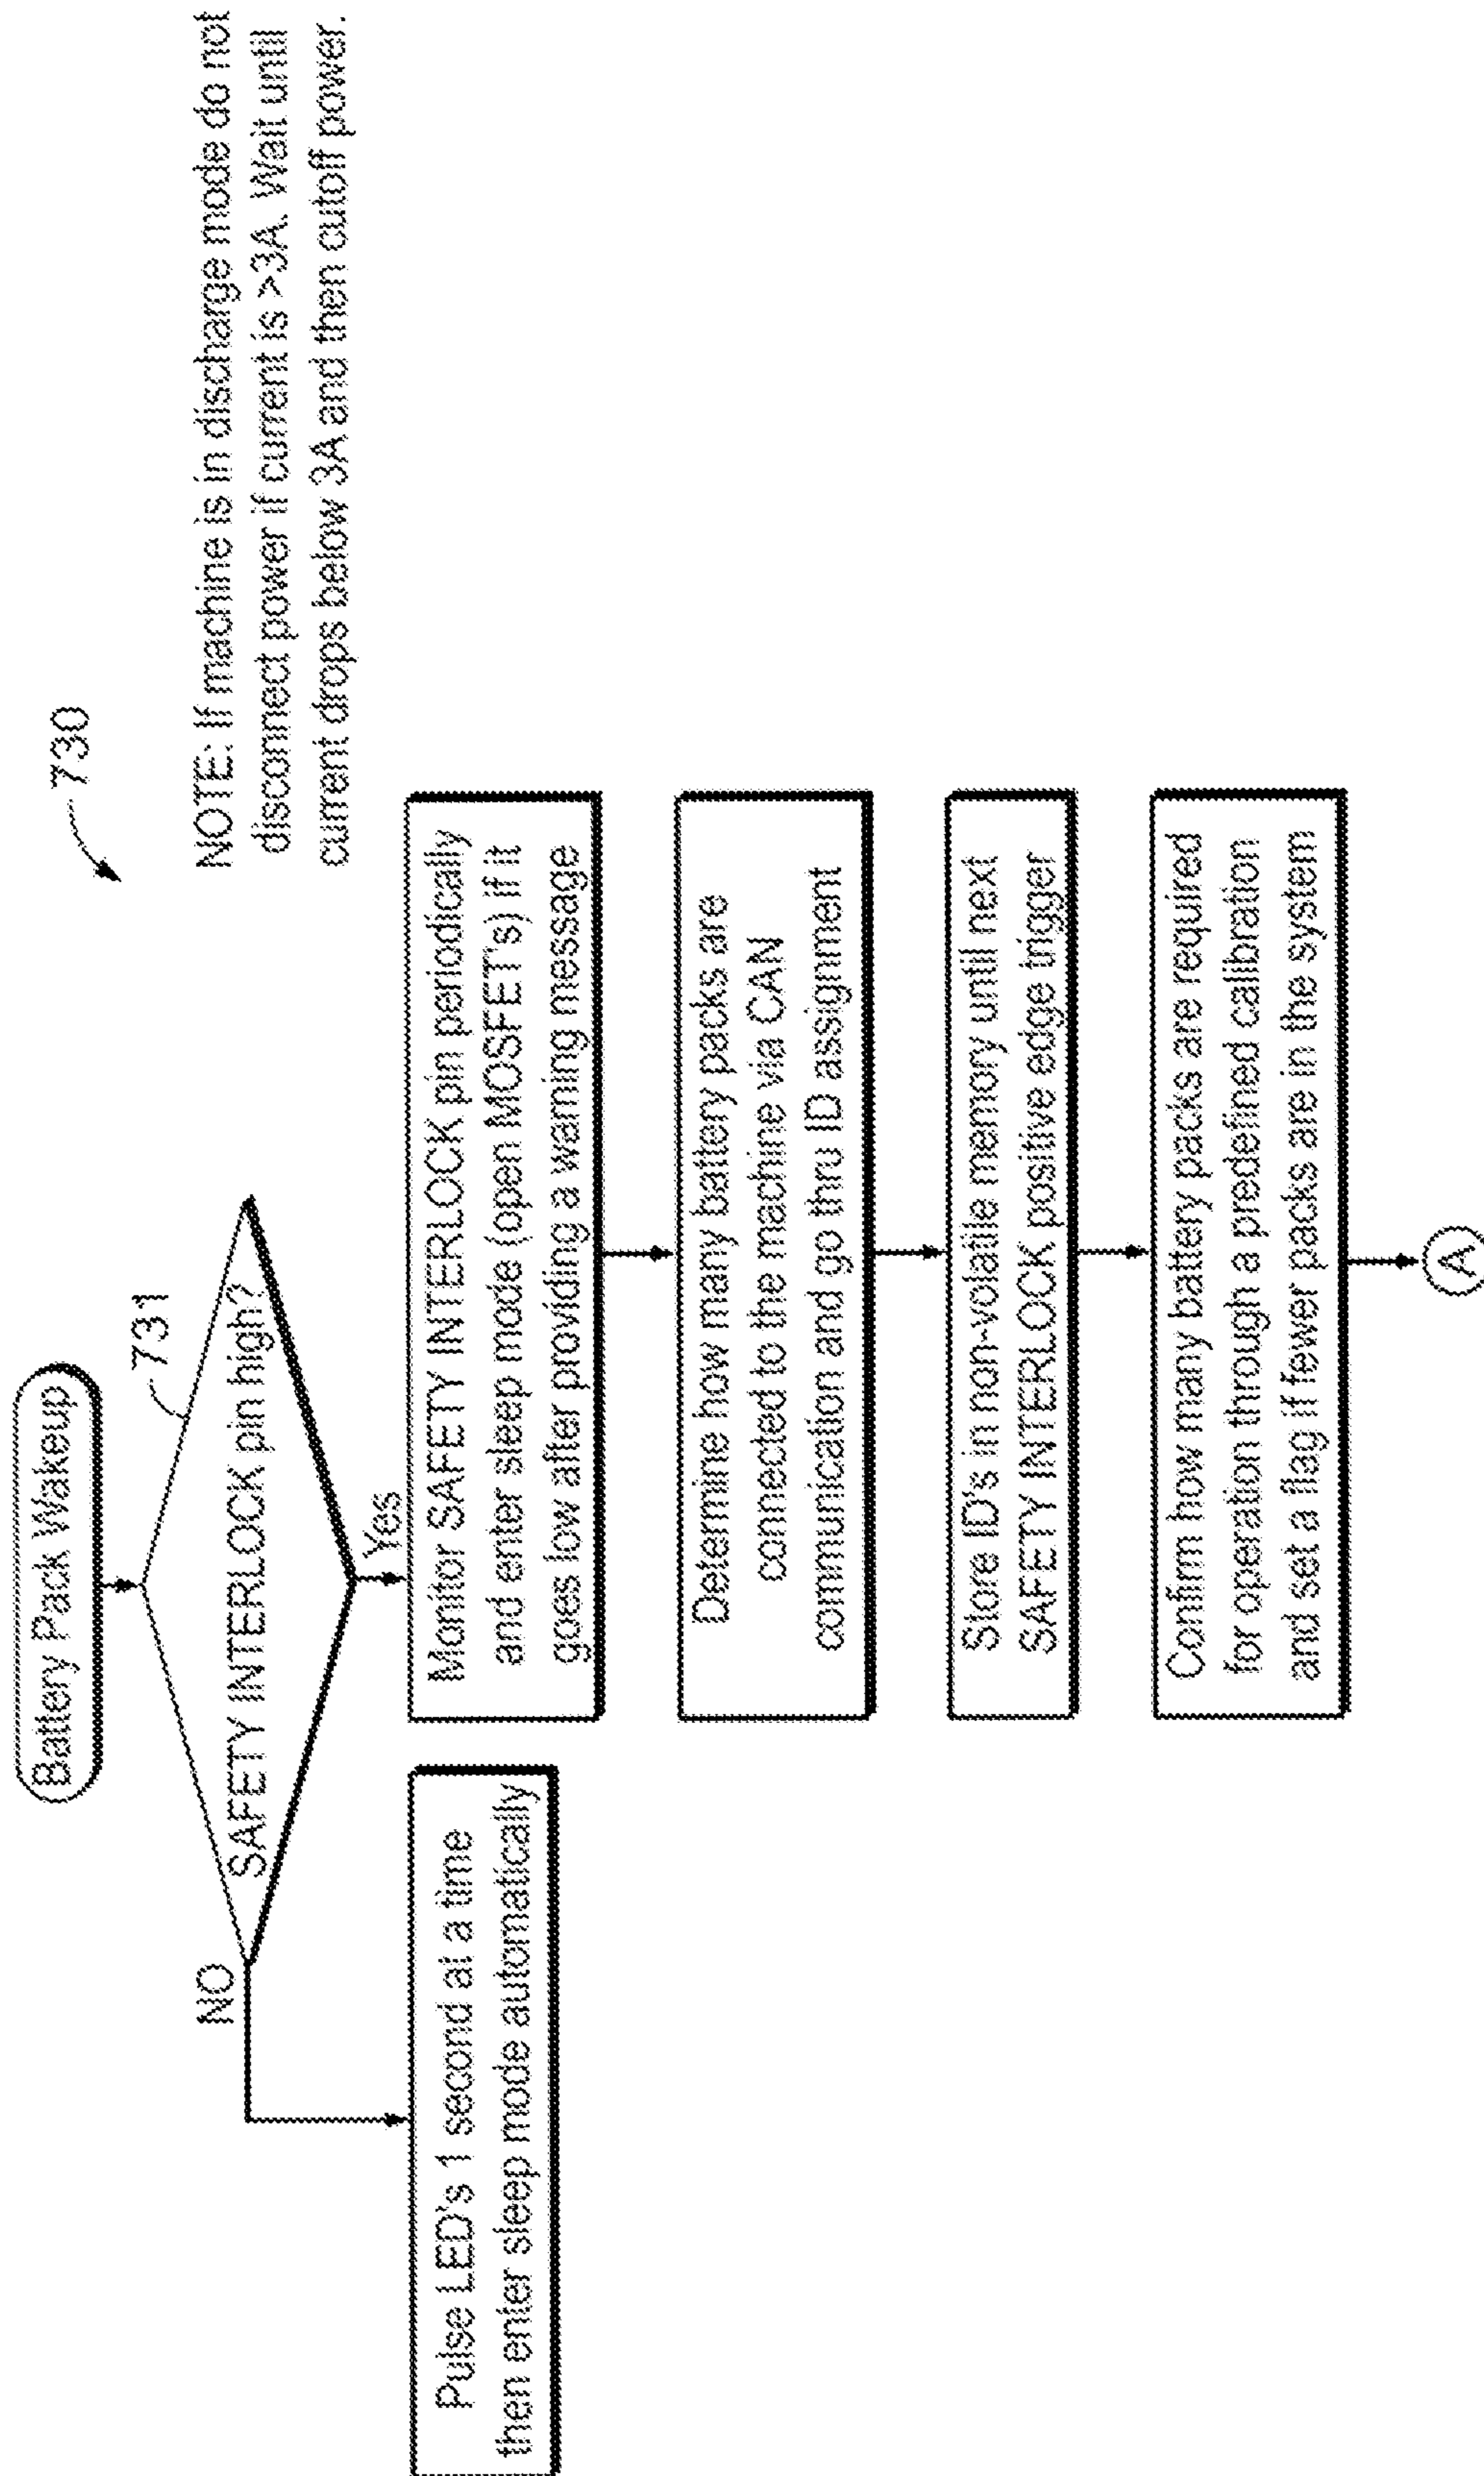 730
NOTE: If machine is in discharge mode do not
disconnect power if current is >3A. Wait until
current drops below 3A and then cutoff power.
Battery Pack Wakeup
731
SAFETY INTERLOCK pin high?
NO
Yes
Pulse LED's 1 second at a time
then enter sleep mode automatically
Monitor SAFETY INTERLOCK pin periodically
and enter sleep mode (open MOSFET's) if it
goes low after providing a warning message
Determine how many battery packs are
connected to the machine via CAN
communication and go thru ID assignment
Store ID's in non-volatile memory until next
SAFETY INTERLOCK positive edge trigger
Confirm how many battery packs are required
for operation through a predefined calibration
and set a flag if fewer packs are in the system
A